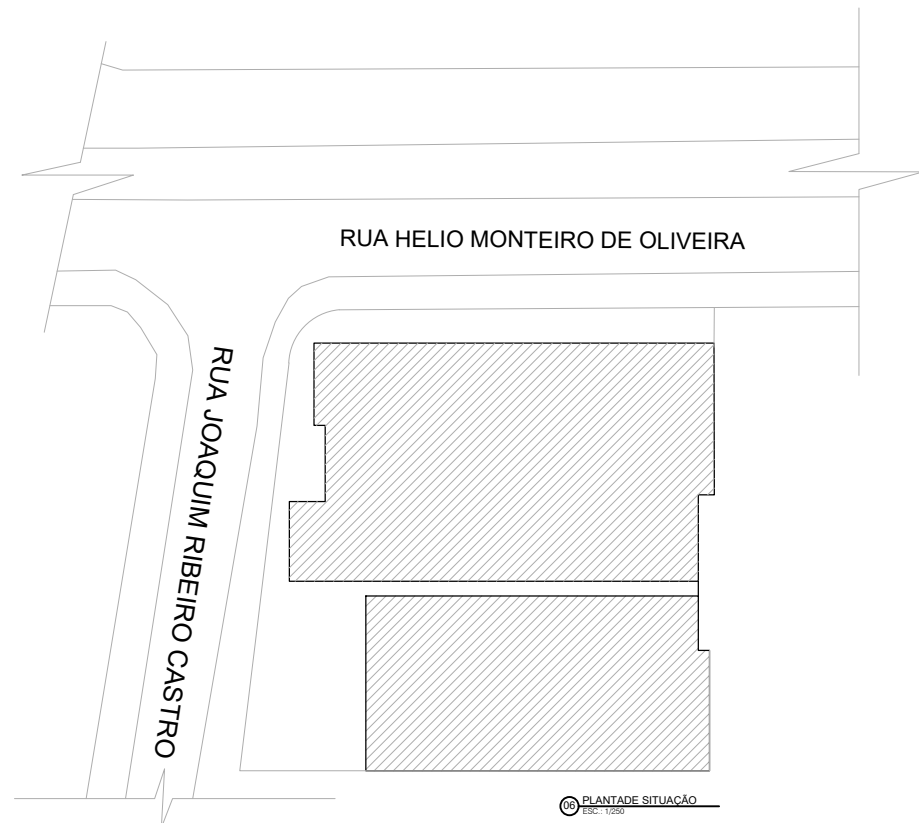 RUA HELIO MONTEIRO DE OLIVEIRA
RUA JOAQUIM RIBEIRO CASTRO
06 PLANTADE SITUAÇÃO
ESC.: 1/250